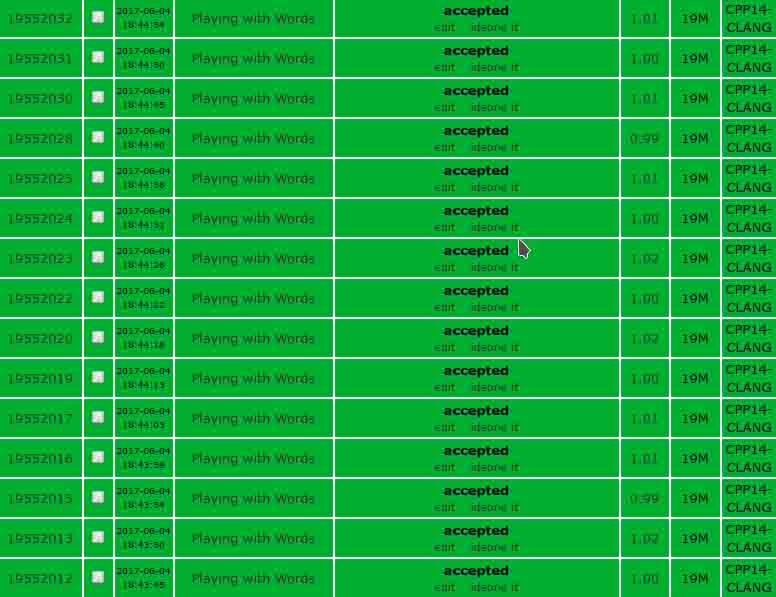 19552032 2017-06-04 Playing with Words accepted 1.01 19M CPP14-
18:44:54 edit ideone it CLANG
19552031 2017-06-04 Playing with Words accepted 1.00 19M CPP14-
18:44:50 edit ideone it CLANG
19552030 2017-06-04 Playing with Words accepted 1.01 19M CPP14-
18:44:45 edit ideone it CLANG
19552028 2017-06-04 Playing with Words accepted 0.99 19M CPP14-
18:44:40 edit ideone it CLANG
19552025 2017-06-04 Playing with Words accepted 1.01 19M CPP14-
edit ideone it CLANG
19552024 2017-06-04 Playing with Words accepted 1.00 19M CPP14-
18:44:31 edit ideone it CLANG
19552023 2017-06-04 Playing with Words accepted 1.02 19M CPP14-
18:44:26 edit ideone it CLANG
19552022 2017-06-04 Playing with Words accepted 1.00 19M CPP14-
18:44:22 edit ideone it CLANG
19552020 2017-06-04 Playing with Words accepted 1.02 19M CPP14-
18:44:18 edit ideone it CLANG
19552019 2017-06-04 Playing with Words accepted 1.00 19M CPP14-
18:44:13 edit ideone it CLANG
19552017 2017-06-04 Playing with Words accepted 1.01 19M CPP14-
18:44:03 edit ideone it CLANG
19552016 2017-06-04 Playing with Words accepted 1.01 19M CPP14-
18:43:58 edit ideone it CLANG
19552015 2017-06-04 Playing with Words accepted 0.99 19M CPP14-
18:43:54 edit ideone it CLANG
19552013 2017-06-04 Playing with Words accepted 1.02 19M CPP14-
18:43:50 edit ideone it CLANG
19552012 2017-06-04 Playing with Words accepted 1.00 19M CPP14-
18:43:45 edit ideone it CLANG